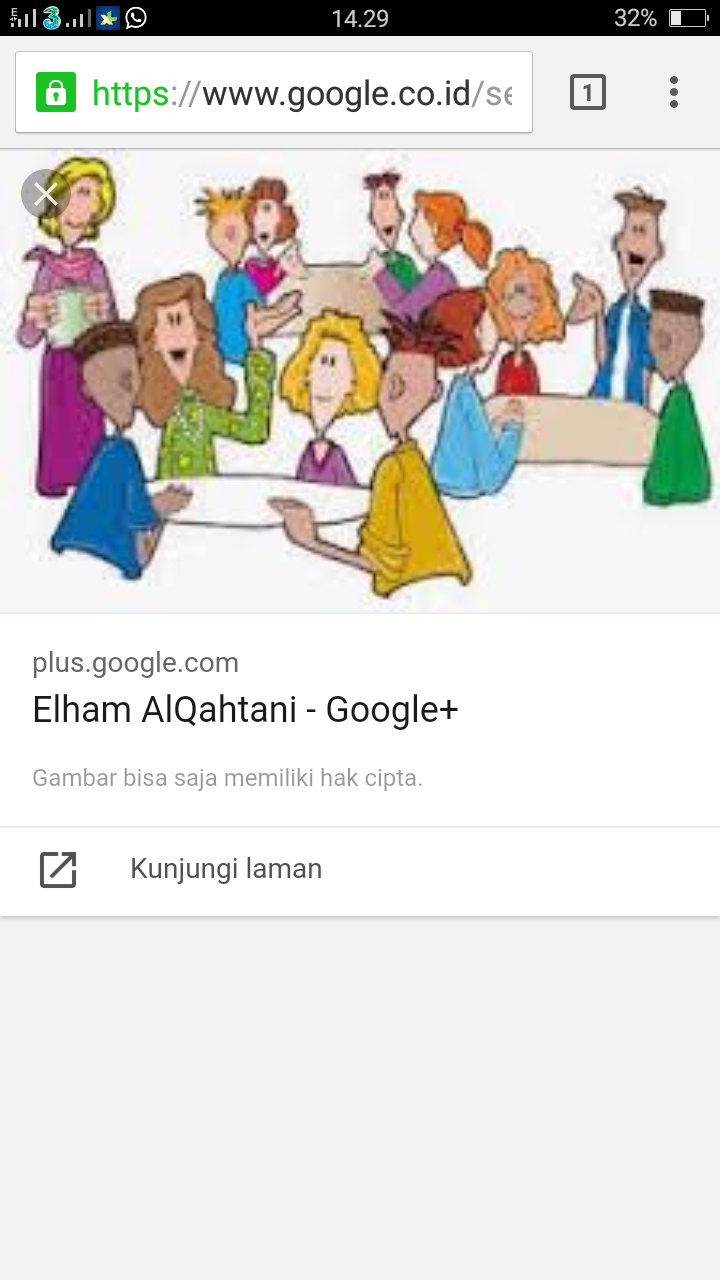 14.29
32%
https://www.google.co.id/se
1
plus.google.com
Elham AlQahtani - Google+
Gambar bisa saja memiliki hak cipta.
Kunjungi laman